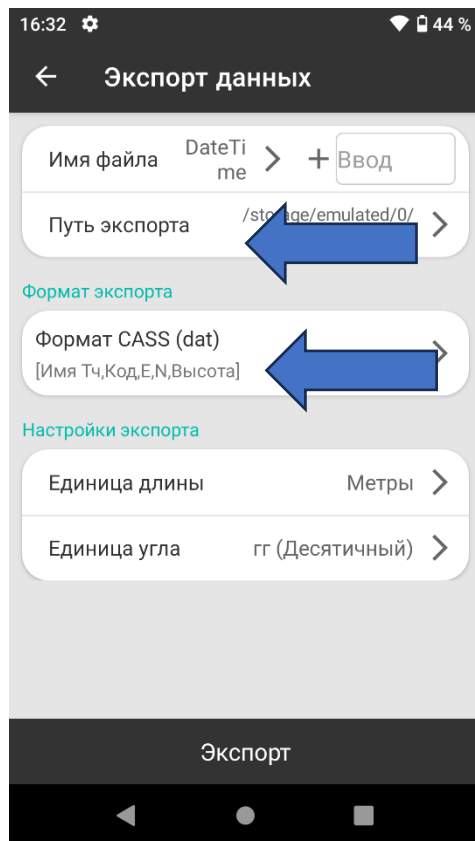 16:32 44 %
Экспорт данных
Имя файла DateTi
me + Ввод
Путь экспорта /storage/emulated/0/
Формат экспорта
Формат CASS (dat)
[Имя Тч,Код,E,N,Высота]
Настройки экспорта
Единица длины Метры
Единица угла гг (Десятичный)
Экспорт